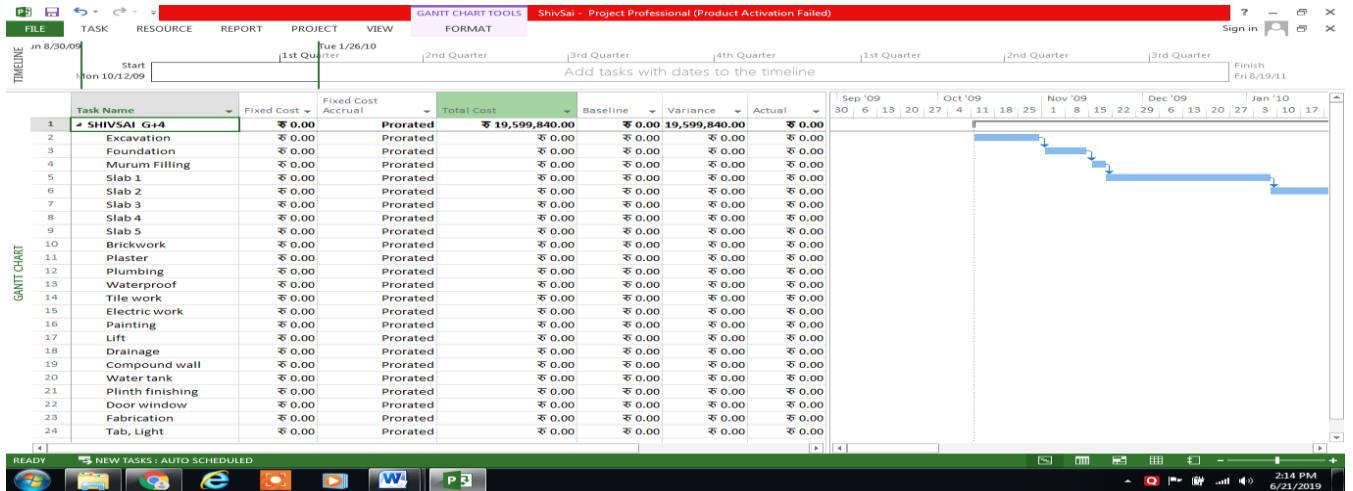 GANTT CHART TOOLS ShivSai - Project Professional (Product Activation Failed) ?
FILE TASK RESOURCE REPORT PROJECT VIEW FORMAT Sign in
TIMELINE
un 8/30/09 Tue 1/26/10
1st Quarter 2nd Quarter 3rd Quarter 4th Quarter 1st Quarter 2nd Quarter 3rd Quarter
Start
Mon 10/12/09
Add tasks with dates to the timeline
Finish
Fri 8/19/11
GANTT CHART
Task Name Fixed Cost Fixed Cost Accrual Total Cost Baseline Variance Actual
Sep '09 Oct '09 Nov '09 Dec '09 Jan '10
30 6 13 20 27 4 11 18 25 1 8 15 22 29 6 13 20 27 3 10 17
1 SHIVSAI G+4 रु 0.00 Prorated रु 19,599,840.00 रु 0.00 19,599,840.00 रु 0.00
2 Excavation रु 0.00 Prorated रु 0.00 रु 0.00 रु 0.00 रु 0.00
3 Foundation रु 0.00 Prorated रु 0.00 रु 0.00 रु 0.00 रु 0.00
4 Murum Filling रु 0.00 Prorated रु 0.00 रु 0.00 रु 0.00 रु 0.00
5 Slab 1 रु 0.00 Prorated रु 0.00 रु 0.00 रु 0.00 रु 0.00
6 Slab 2 रु 0.00 Prorated रु 0.00 रु 0.00 रु 0.00 रु 0.00
7 Slab 3 रु 0.00 Prorated रु 0.00 रु 0.00 रु 0.00 रु 0.00
8 Slab 4 रु 0.00 Prorated रु 0.00 रु 0.00 रु 0.00 रु 0.00
9 Slab 5 रु 0.00 Prorated रु 0.00 रु 0.00 रु 0.00 रु 0.00
10 Brickwork रु 0.00 Prorated रु 0.00 रु 0.00 रु 0.00 रु 0.00
11 Plaster रु 0.00 Prorated रु 0.00 रु 0.00 रु 0.00 रु 0.00
12 Plumbing रु 0.00 Prorated रु 0.00 रु 0.00 रु 0.00 रु 0.00
13 Waterproof रु 0.00 Prorated रु 0.00 रु 0.00 रु 0.00 रु 0.00
14 Tile work रु 0.00 Prorated रु 0.00 रु 0.00 रु 0.00 रु 0.00
15 Electric work रु 0.00 Prorated रु 0.00 रु 0.00 रु 0.00 रु 0.00
16 Painting रु 0.00 Prorated रु 0.00 रु 0.00 रु 0.00 रु 0.00
17 Lift रु 0.00 Prorated रु 0.00 रु 0.00 रु 0.00 रु 0.00
18 Drainage रु 0.00 Prorated रु 0.00 रु 0.00 रु 0.00 रु 0.00
19 Compound wall रु 0.00 Prorated रु 0.00 रु 0.00 रु 0.00 रु 0.00
20 Water tank रु 0.00 Prorated रु 0.00 रु 0.00 रु 0.00 रु 0.00
21 Plinth finishing रु 0.00 Prorated रु 0.00 रु 0.00 रु 0.00 रु 0.00
22 Door window रु 0.00 Prorated रु 0.00 रु 0.00 रु 0.00 रु 0.00
23 Fabrication रु 0.00 Prorated रु 0.00 रु 0.00 रु 0.00 रु 0.00
24 Tab, Light रु 0.00 Prorated रु 0.00 रु 0.00 रु 0.00 रु 0.00
READY NEW TASKS : AUTO SCHEDULED
2:14 PM
6/21/2019